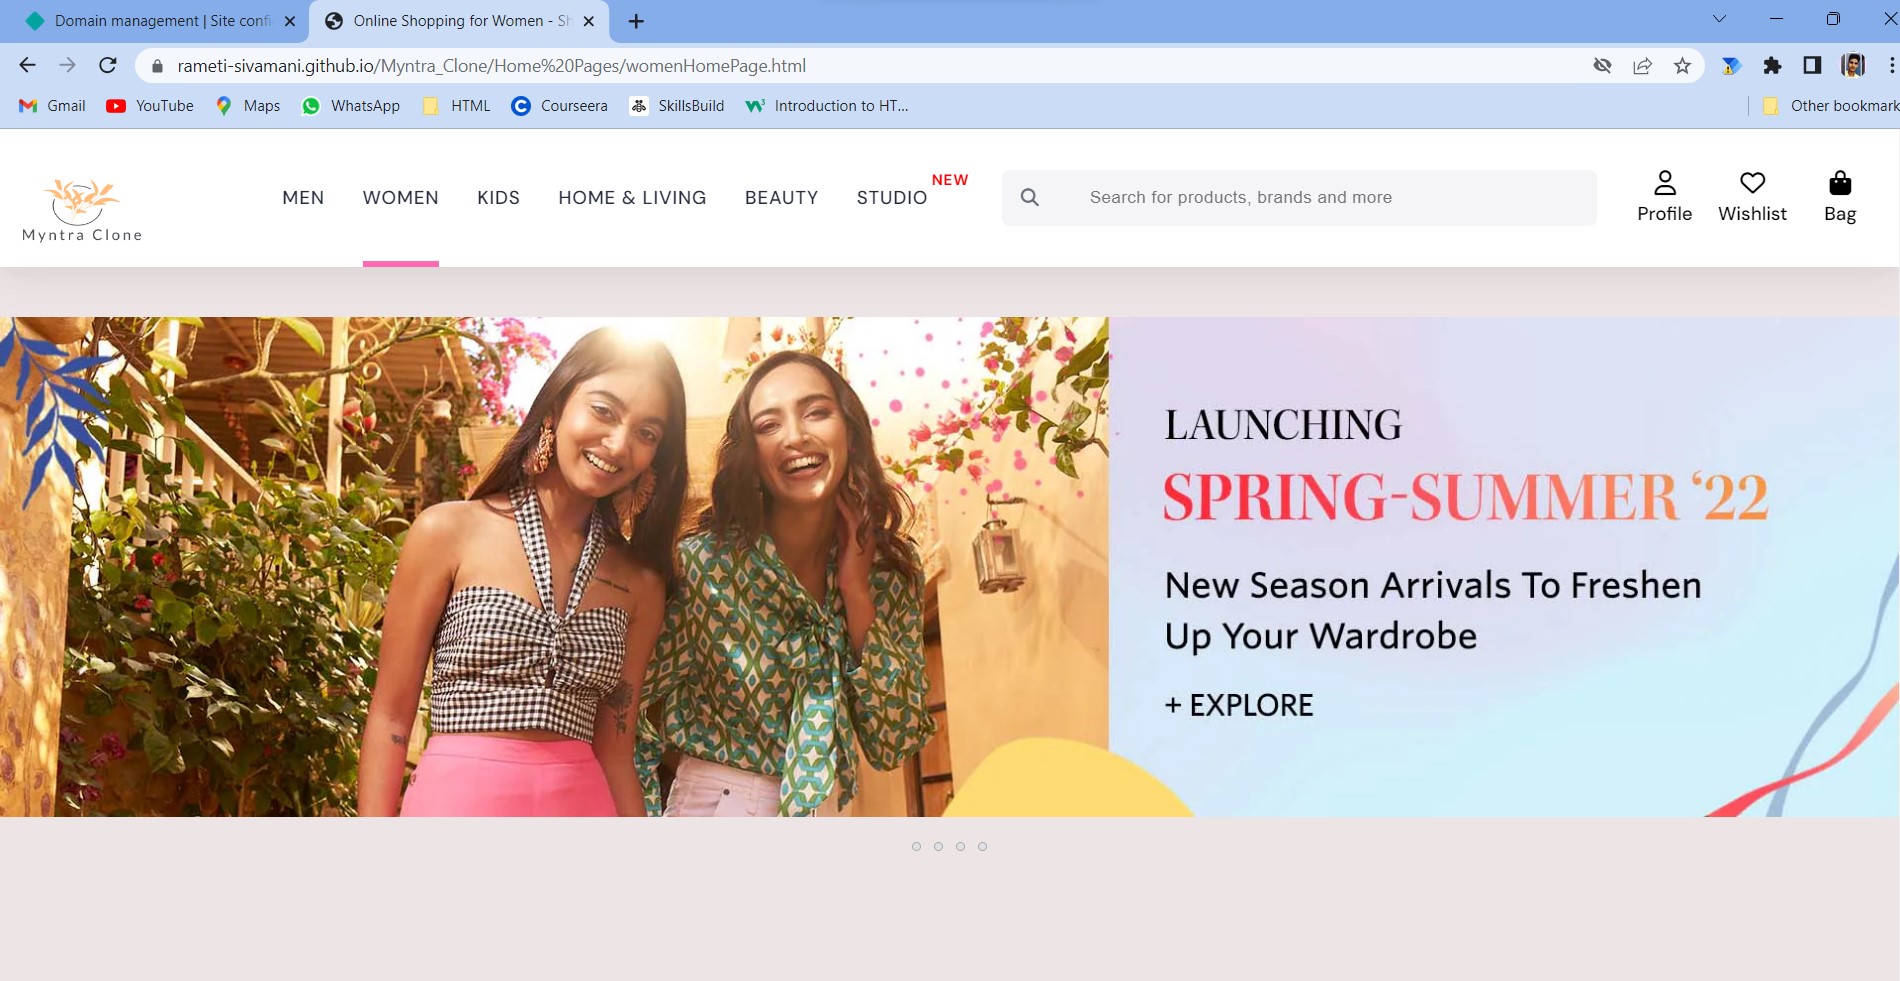 Domain management | Site confi
Online Shopping for Women - Sh
rameti-sivamani.github.io/Myntra_Clone/Home%20Pages/womenHomePage.html
Gmail YouTube Maps WhatsApp HTML Courseera SkillsBuild Introduction to HT... Other bookmark
Myntra Clone
MEN WOMEN KIDS HOME & LIVING BEAUTY STUDIO NEW
Search for products, brands and more
Profile Wishlist Bag
LAUNCHING
SPRING-SUMMER ‘22
New Season Arrivals To Freshen
Up Your Wardrobe
+ EXPLORE